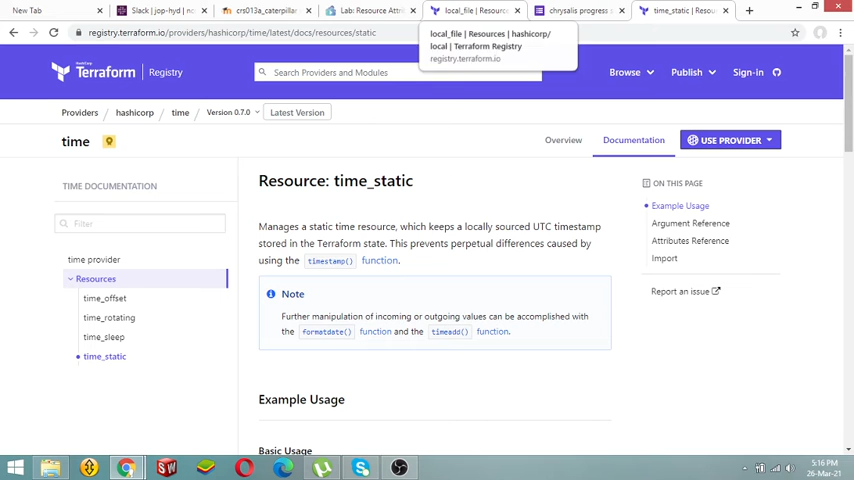 New Tab
Slack | jop-hyd | no
crs013a_caterpillar
Lab: Resource Attri
local_file | Resource
chrysalis progress s
time_static | Resou
registry.terraform.io/providers/hashicorp/time/latest/docs/resources/static
local_file | Resources | hashicorp/
local | Terraform Registry
registry.terraform.io
HashiCorp
Terraform
Registry
Search Providers and Modules
Browse
Publish
Sign-in
Providers
hashicorp
time
Version 0.7.0
Latest Version
time
Overview
Documentation
USE PROVIDER
TIME DOCUMENTATION
Filter
time provider
Resources
time_offset
time_rotating
time_sleep
time_static
Resource: time_static
Manages a static time resource, which keeps a locally sourced UTC timestamp
stored in the Terraform state. This prevents perpetual differences caused by
using the timestamp() function.
Note
Further manipulation of incoming or outgoing values can be accomplished with
the formatdate() function and the timeadd() function.
Example Usage
Basic Usage
ON THIS PAGE
Example Usage
Argument Reference
Attributes Reference
Import
Report an issue
SW
5:16 PM
26-Mar-21